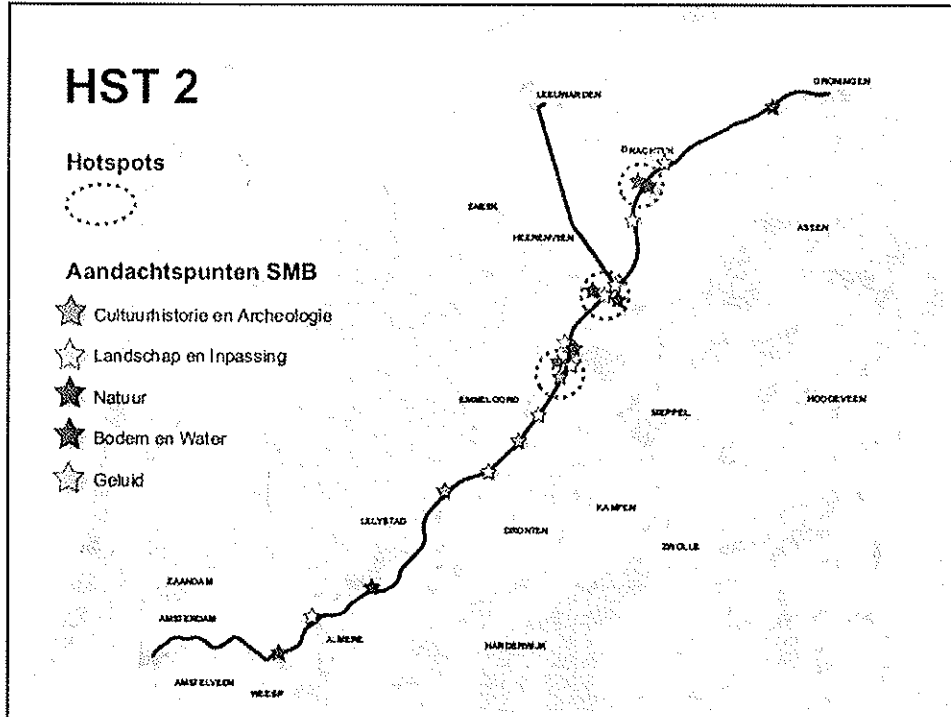 HST 2
Hotspots
Aandachtspunten SMB
Cultuurhistorie en Archeologie
Landschap en Inpassing
Natuur
Bodem en Water
Geluid
GRONINGEN
LEEUWARDEN
DRACHTEN
SNEEK
ASSEN
HEERENVEEN
EMMELOORD
MEPPEL
HOOGEVEEN
LELYSTAD
KAMPEN
DRONTEN
ZWOLLE
ZAANDAM
AMSTERDAM
ALMERE
HARDERWIJK
AMSTELVEEN
WEESP